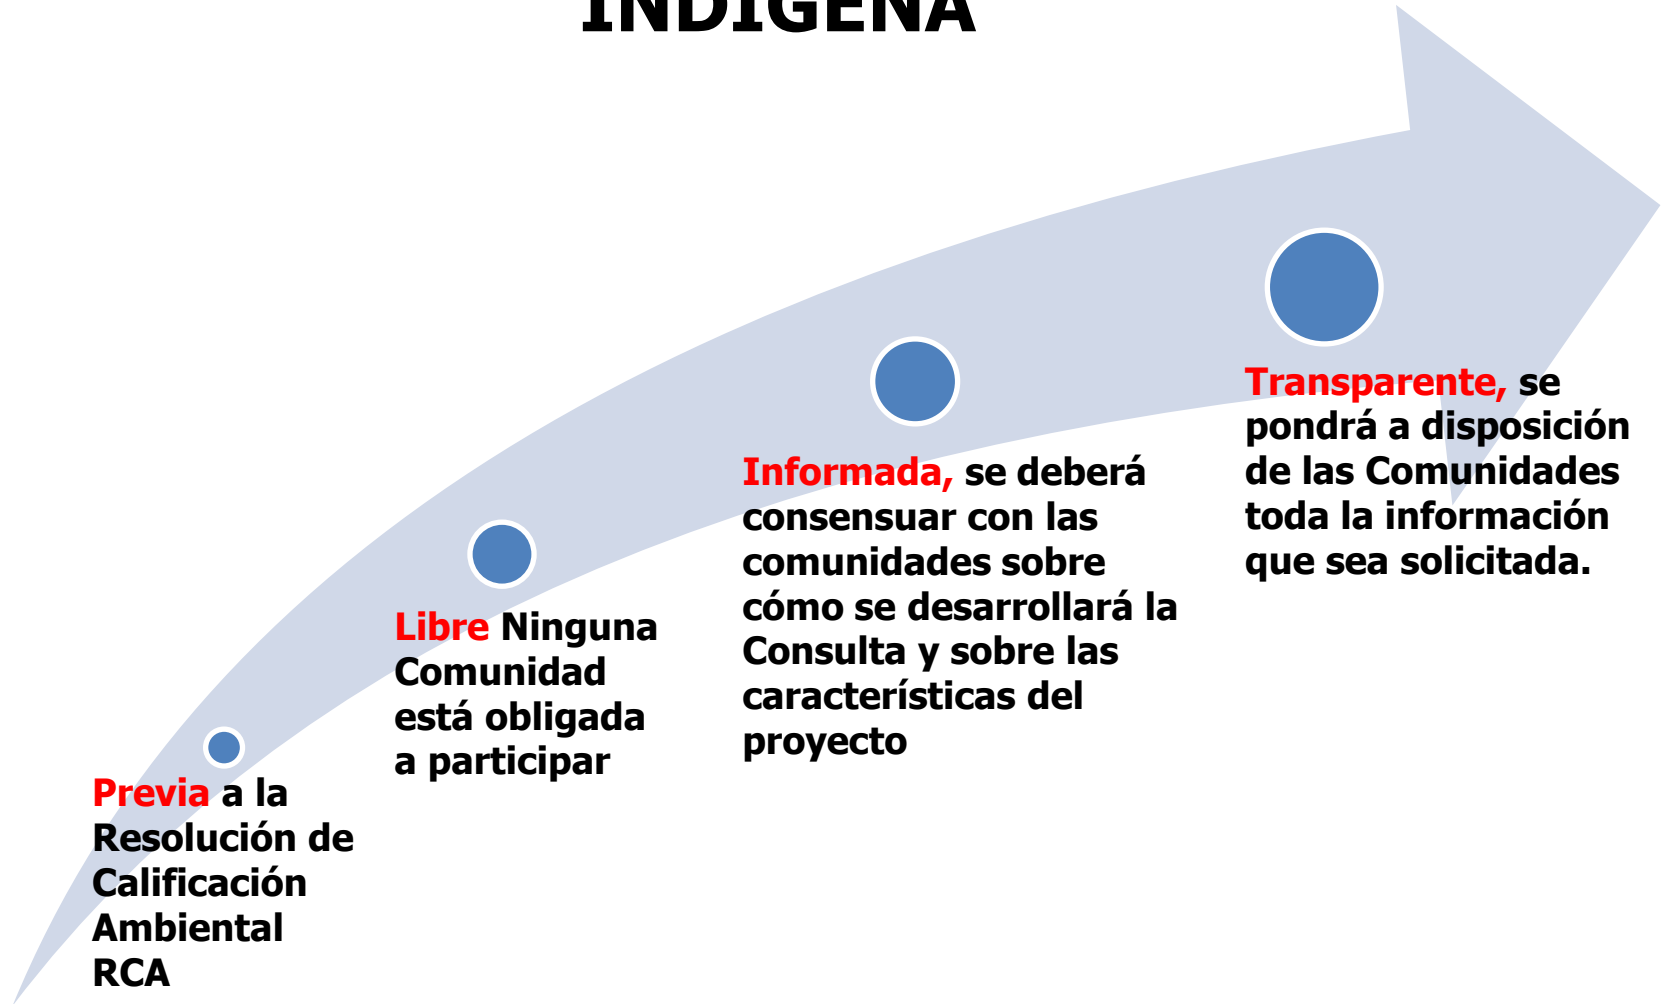 INDÍGENA
Previa a la
Resolución de
Calificación
Ambiental
RCA
Libre Ninguna
Comunidad
está obligada
a participar
Informada, se deberá
consensuar con las
comunidades sobre
cómo se desarrollará la
Consulta y sobre las
características del
proyecto
Transparente, se
pondrá a disposición
de las Comunidades
toda la información
que sea solicitada.